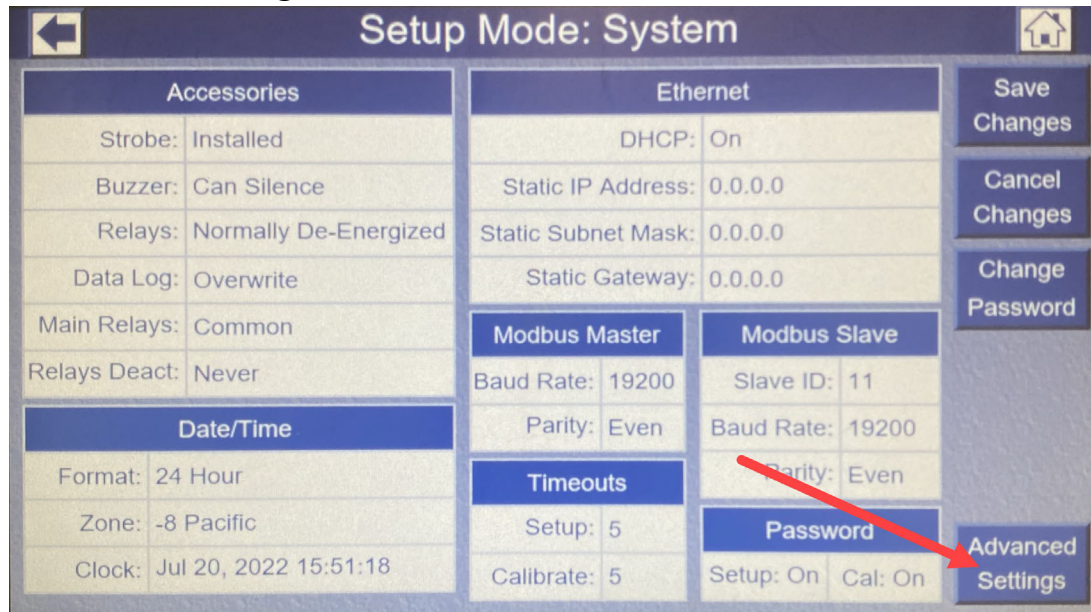 Setup Mode: System
Accessories
Strobe: Installed
Buzzer: Can Silence
Relays: Normally De-Energized
Data Log: Overwrite
Main Relays: Common
Relays Deact: Never
Date/Time
Format: 24 Hour
Zone: -8 Pacific
Clock: Jul 20, 2022 15:51:18
Ethernet
DHCP: On
Static IP Address: 0.0.0.0
Static Subnet Mask: 0.0.0.0
Static Gateway: 0.0.0.0
Modbus Master
Baud Rate: 19200
Parity: Even
Timeouts
Setup: 5
Calibrate: 5
Modbus Slave
Slave ID: 11
Baud Rate: 19200
Parity: Even
Password
Setup: On Cal: On
Save
Changes
Cancel
Changes
Change
Password
Advanced
Settings